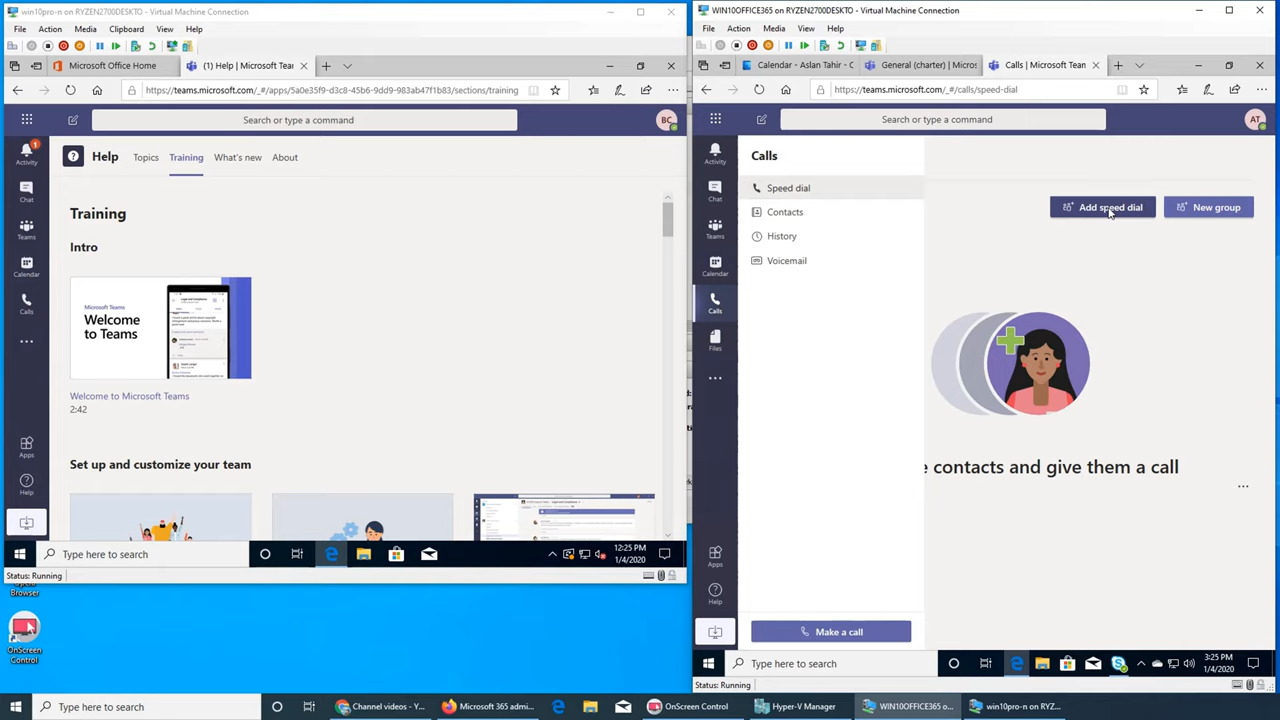 win10pro-n on RYZEN2700DESKTO - Virtual Machine Connection
File Action Media Clipboard View Help
Microsoft Office Home
(1) Help | Microsoft Team
https://teams.microsoft.com/_#/apps/5a0e35f9-d3c8-45b6-9dd9-983ab47f1b83/sections/training
Search or type a command
BC
1
Activity
Chat
Teams
Calendar
Calls
Apps
Help
Help Topics Training What's new About
Training
Intro
Microsoft Teams
Welcome
to Teams
Welcome to Microsoft Teams
2:42
Set up and customize your team
Type here to search
12:25 PM
1/4/2020
Status: Running
WIN10OFFICE365 on RYZEN2700DESKTO - Virtual Machine Connection
File Action Media View Help
Calendar - Aslan Tahir - C
General (charter) | Micros
Calls | Microsoft Team
https://teams.microsoft.com/_#/calls/speed-dial
Search or type a command
AT
Activity
Chat
Teams
Calendar
Calls
Files
Apps
Help
Calls
Speed dial
Contacts
History
Voicemail
Make a call
Add speed dial
New group
e contacts and give them a call
Type here to search
3:25 PM
1/4/2020
Status: Running
Browser
OnScreen
Control
Type here to search
Channel videos - Y...
Microsoft 365 admi...
OnScreen Control
Hyper-V Manager
WIN10OFFICE365 o...
win10pro-n on RYZ...